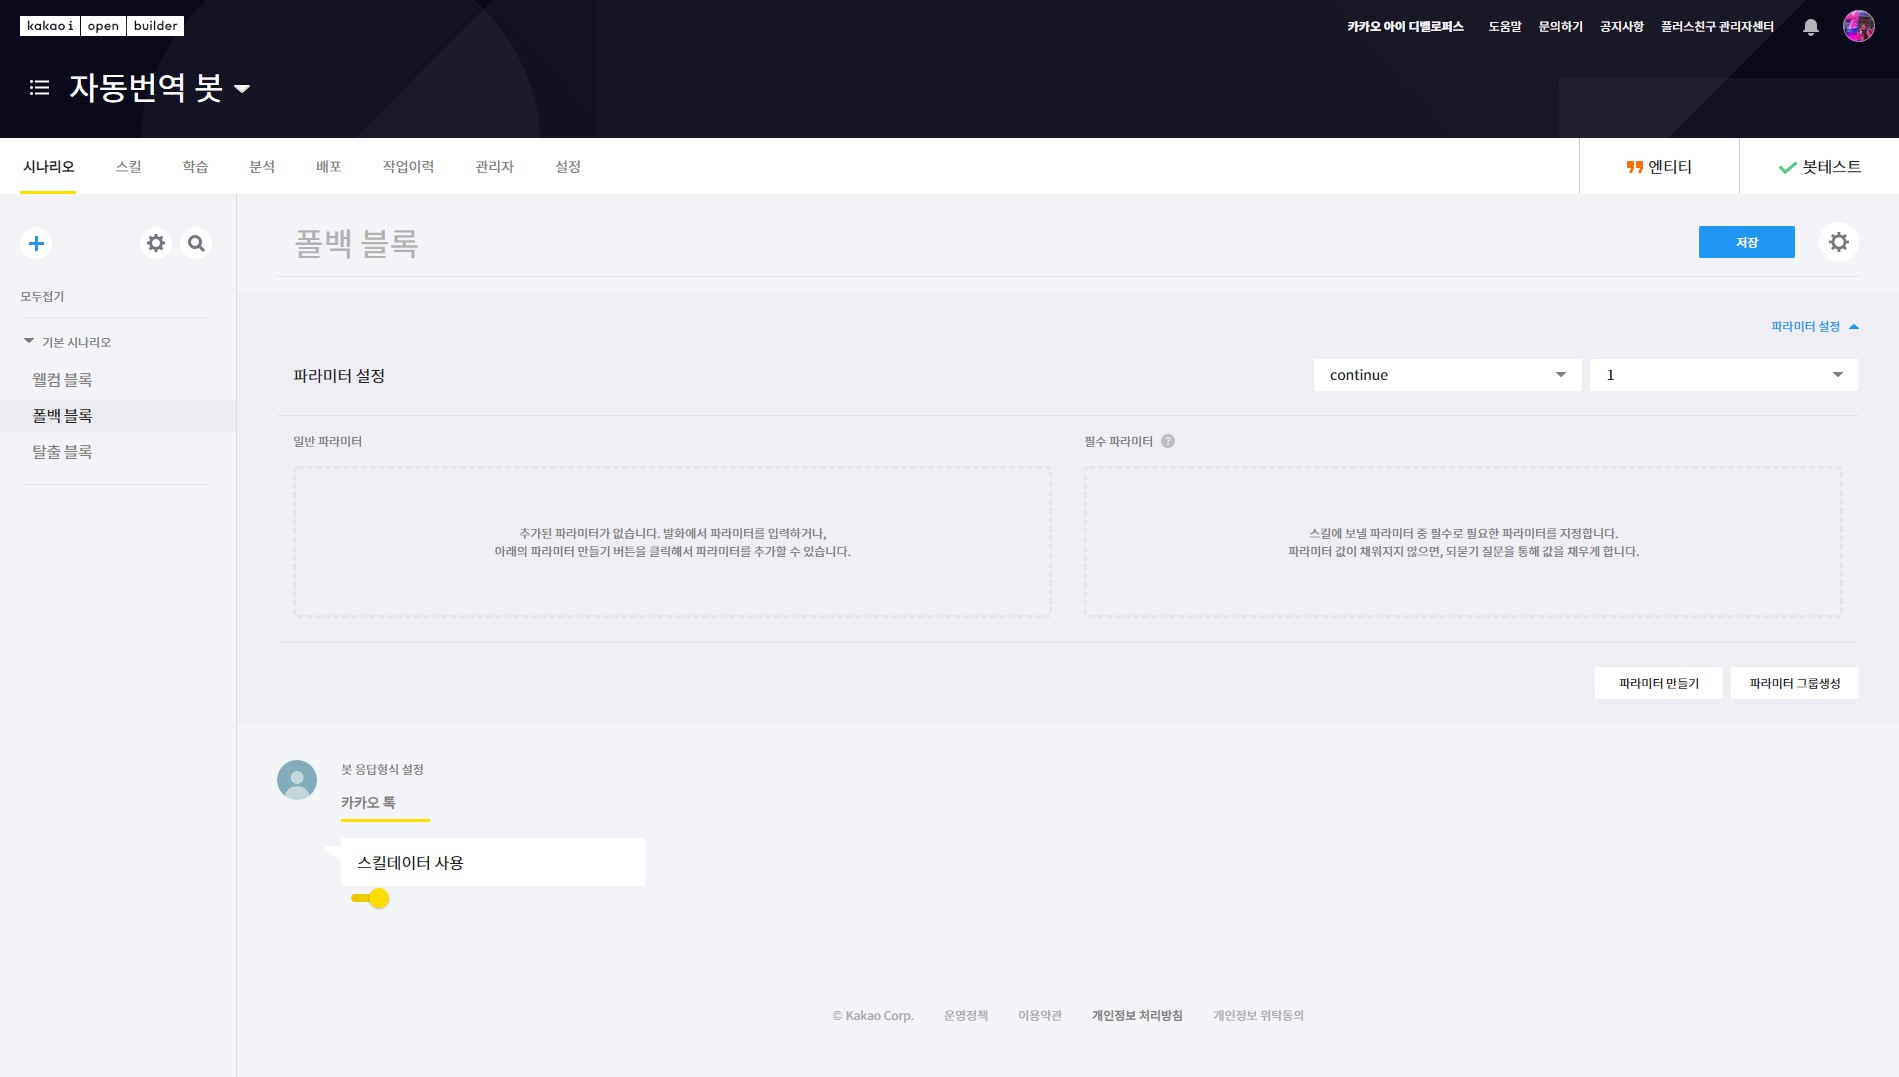 kakao i open builder
카카오 아이 디벨로퍼스 도움말 문의하기 공지사항 플러스친구 관리자센터
자동번역 봇
시나리오 스킬 학습 분석 배포 작업이력 관리자 설정 엔티티 봇테스트
폴백 블록 저장
모두접기
기본 시나리오
웰컴 블록
폴백 블록
탈출 블록
파라미터 설정
파라미터 설정 continue 1
일반 파라미터 필수 파라미터 ?
추가된 파라미터가 없습니다. 발화에서 파라미터를 입력하거나,
아래의 파라미터 만들기 버튼을 클릭해서 파라미터를 추가할 수 있습니다.
스킬에 보낼 파라미터 중 필수로 필요한 파라미터를 지정합니다.
파라미터 값이 채워지지 않으면, 되묻기 질문을 통해 값을 채우게 합니다.
파라미터 만들기 파라미터 그룹생성
봇 응답형식 설정
카카오 톡
스킬데이터 사용
© Kakao Corp. 운영정책 이용약관 개인정보 처리방침 개인정보 위탁동의